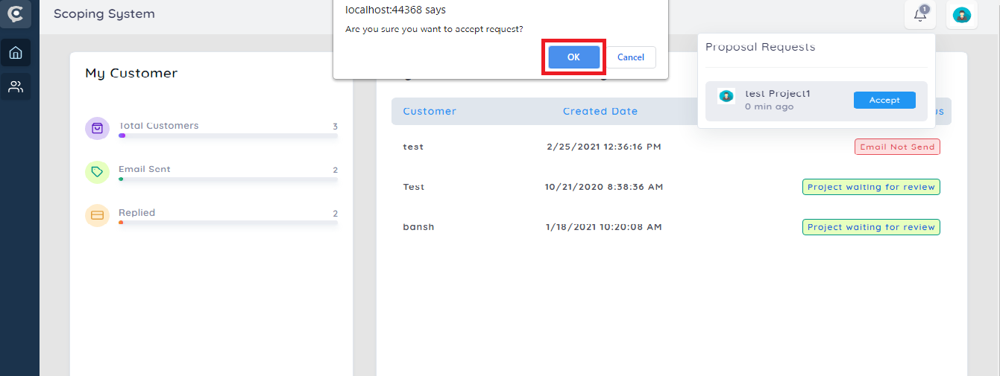 Scoping System
localhost:44368 says
Are you sure you want to accept request?
OK
Cancel
1
Proposal Requests
test Project1
0 min ago
Accept
My Customer
Total Customers
3
Email Sent
2
Replied
2
Customer
Created Date
us
test
2/25/2021 12:36:16 PM
Email Not Send
Test
10/21/2020 8:38:36 AM
Project waiting for review
bansh
1/18/2021 10:20:08 AM
Project waiting for review